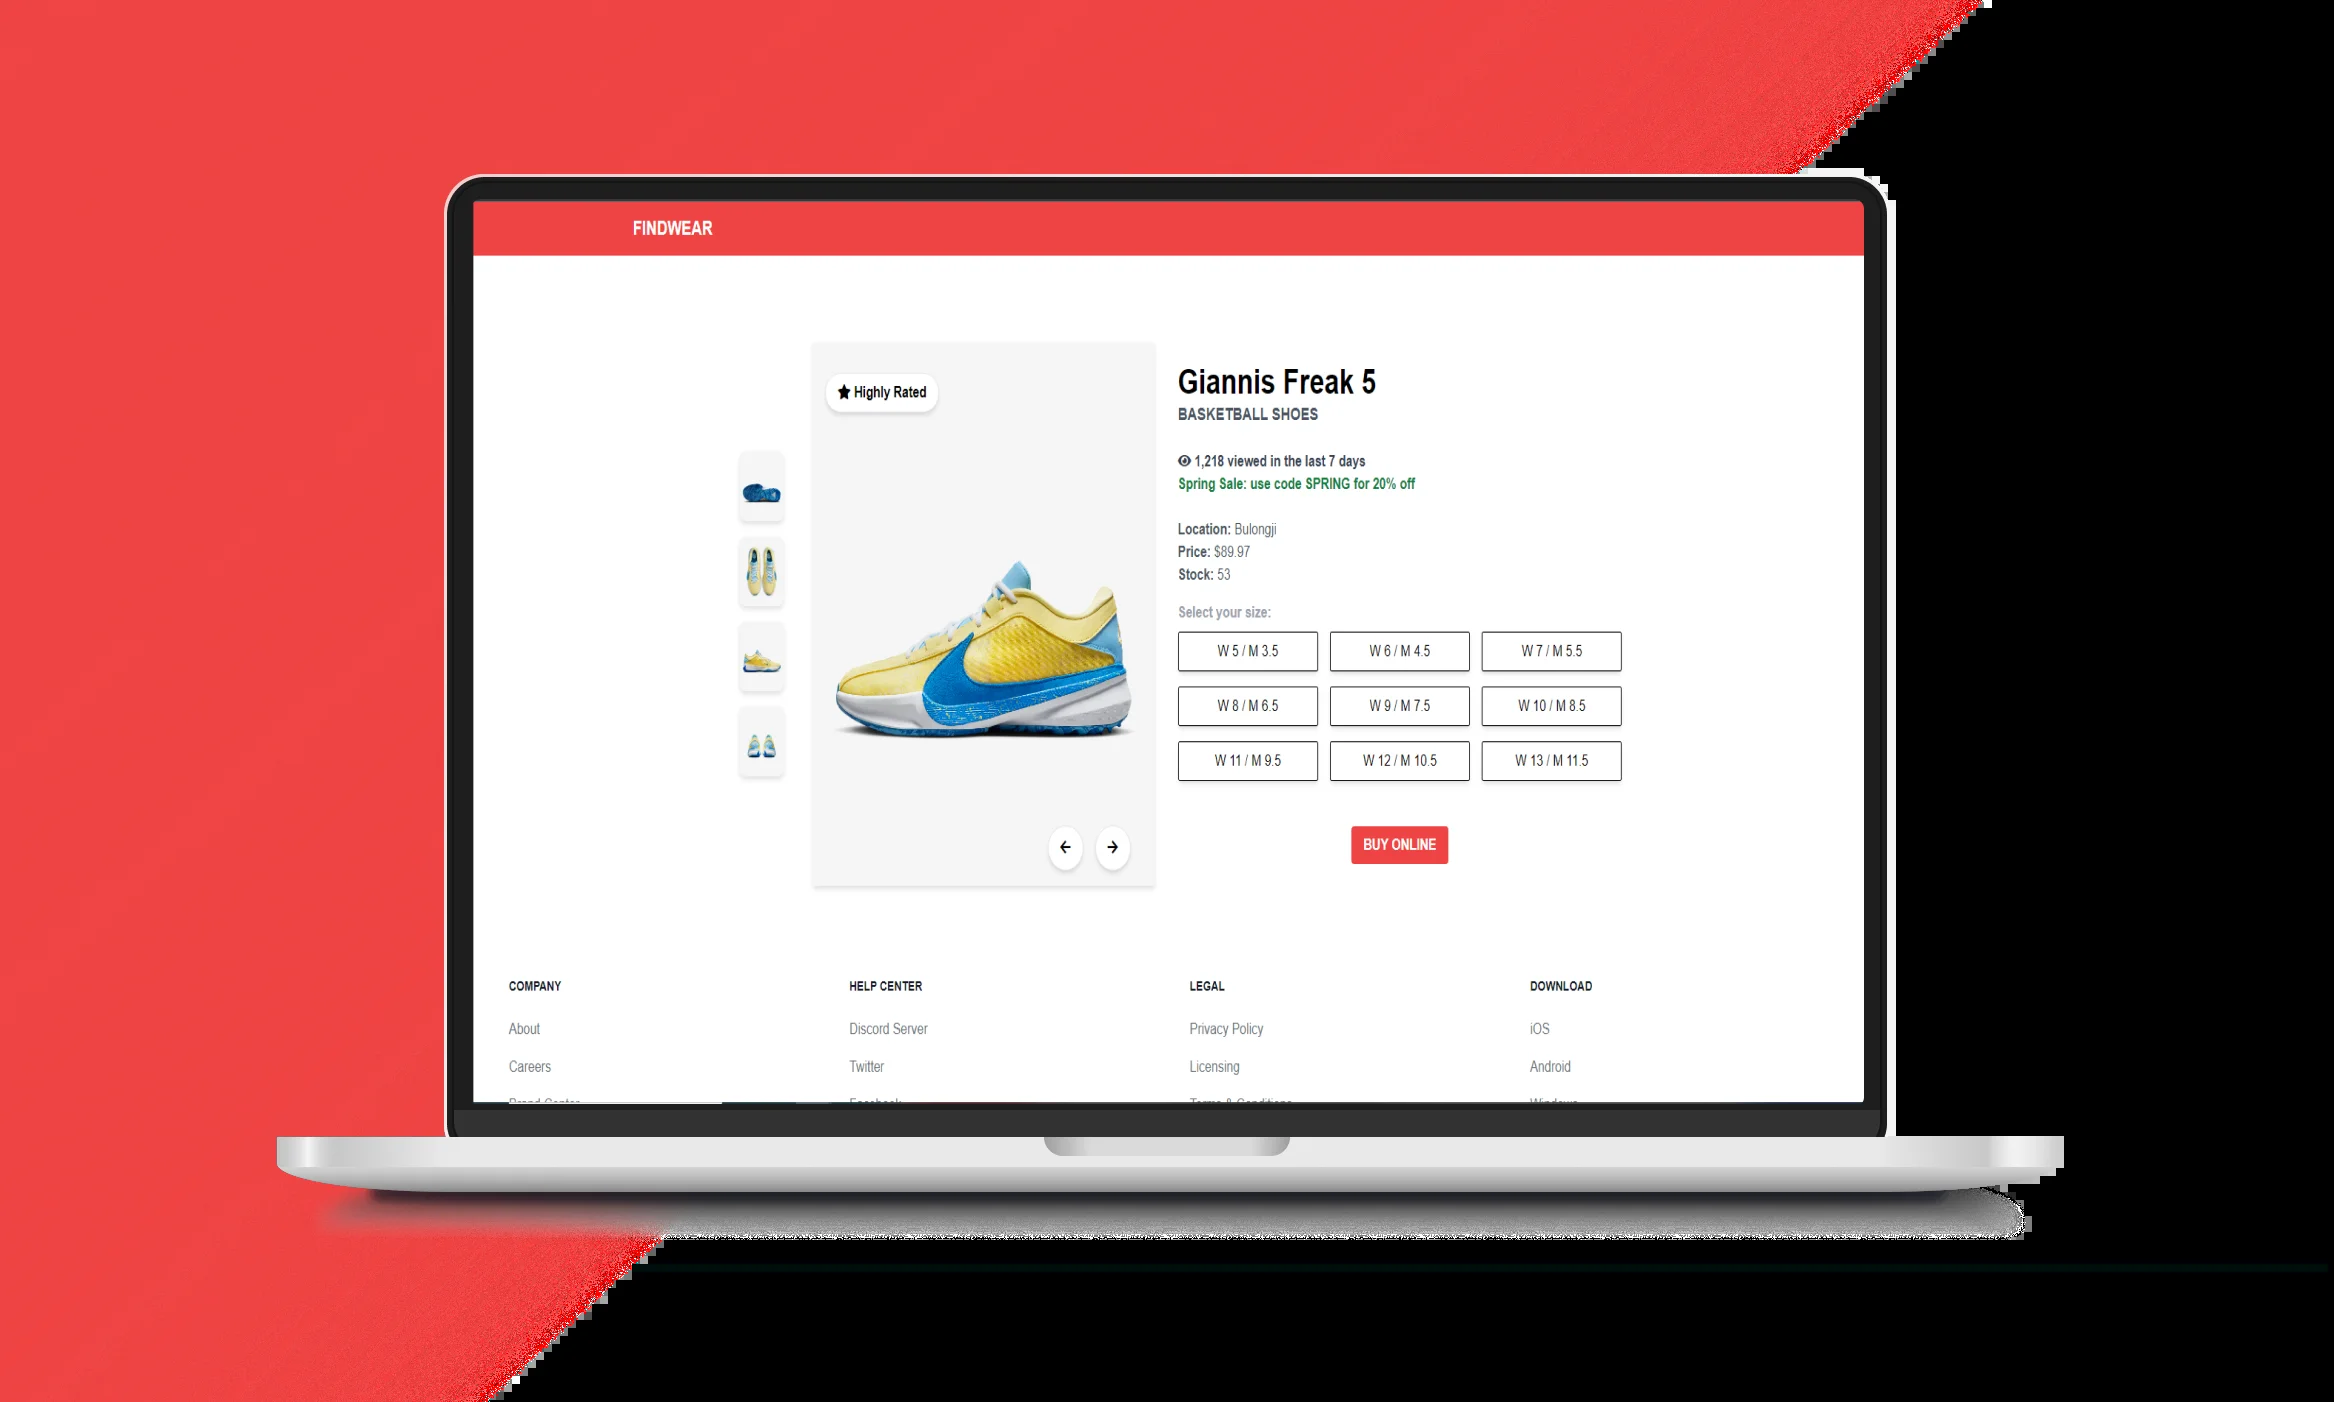 FINDWEAR
Highly Rated
Giannis Freak 5
BASKETBALL SHOES
1,218 viewed in the last 7 days
Spring Sale: use code SPRING for 20% off
Location: Bulongji
Price: $89.97
Stock: 53
Select your size:
W 5 / M 3.5
W 6 / M 4.5
W 7 / M 5.5
W 8 / M 6.5
W 9 / M 7.5
W 10 / M 8.5
W 11 / M 9.5
W 12 / M 10.5
W 13 / M 11.5
BUY ONLINE
COMPANY
HELP CENTER
LEGAL
DOWNLOAD
About
Discord Server
Privacy Policy
iOS
Careers
Twitter
Licensing
Android